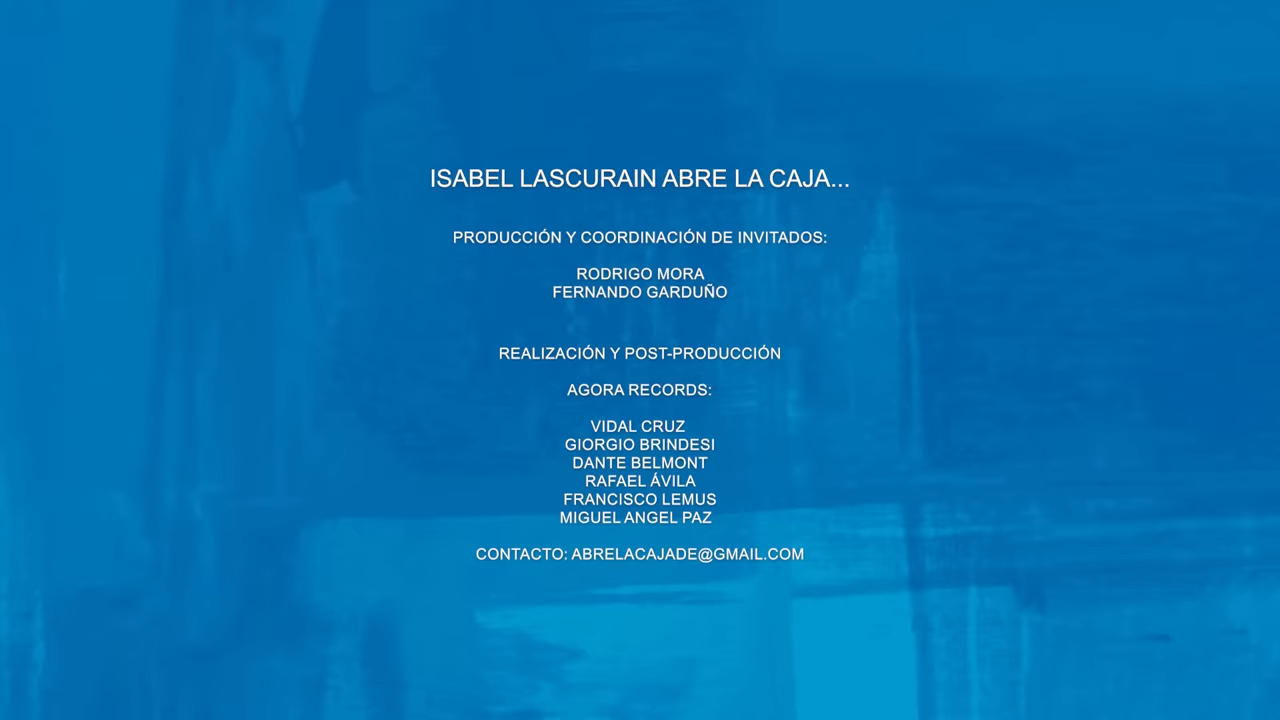 ISABEL LASCURAIN ABRE LA CAJA...
PRODUCCIÓN Y COORDINACIÓN DE INVITADOS:
RODRIGO MORA
FERNANDO GARDUÑO
REALIZACIÓN Y POST-PRODUCCIÓN
AGORA RECORDS:
VIDAL CRUZ
GIORGIO BRINDESI
DANTE BELMONT
RAFAEL ÁVILA
FRANCISCO LEMUS
MIGUEL ANGEL PAZ
CONTACTO: ABRELACAJADE@GMAIL.COM